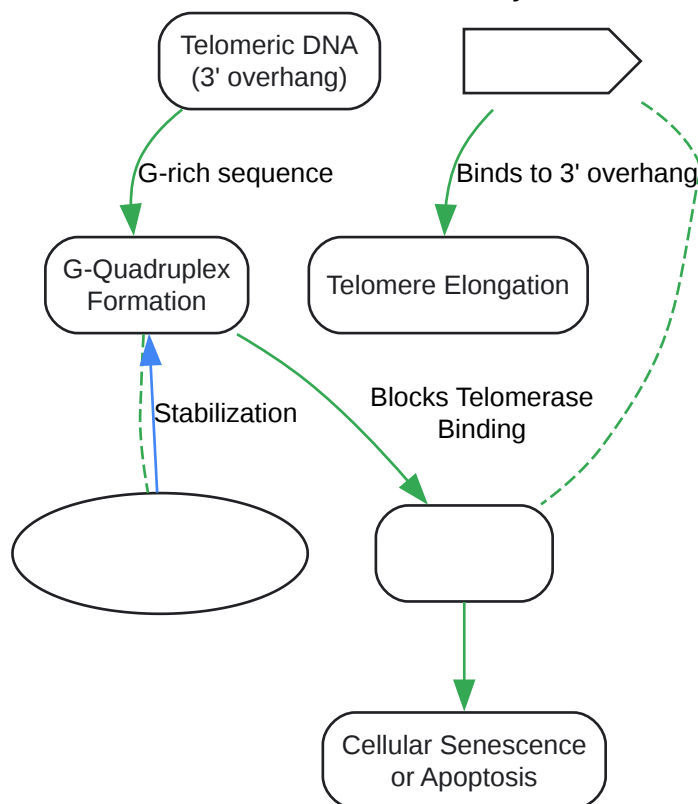 Telomeric DNA
(3' overhang)
G-rich sequence
Binds to 3' overhang
G-Quadruplex
Formation
Telomere Elongation
Stabilization
Blocks Telomerase
Binding
Cellular Senescence
or Apoptosis